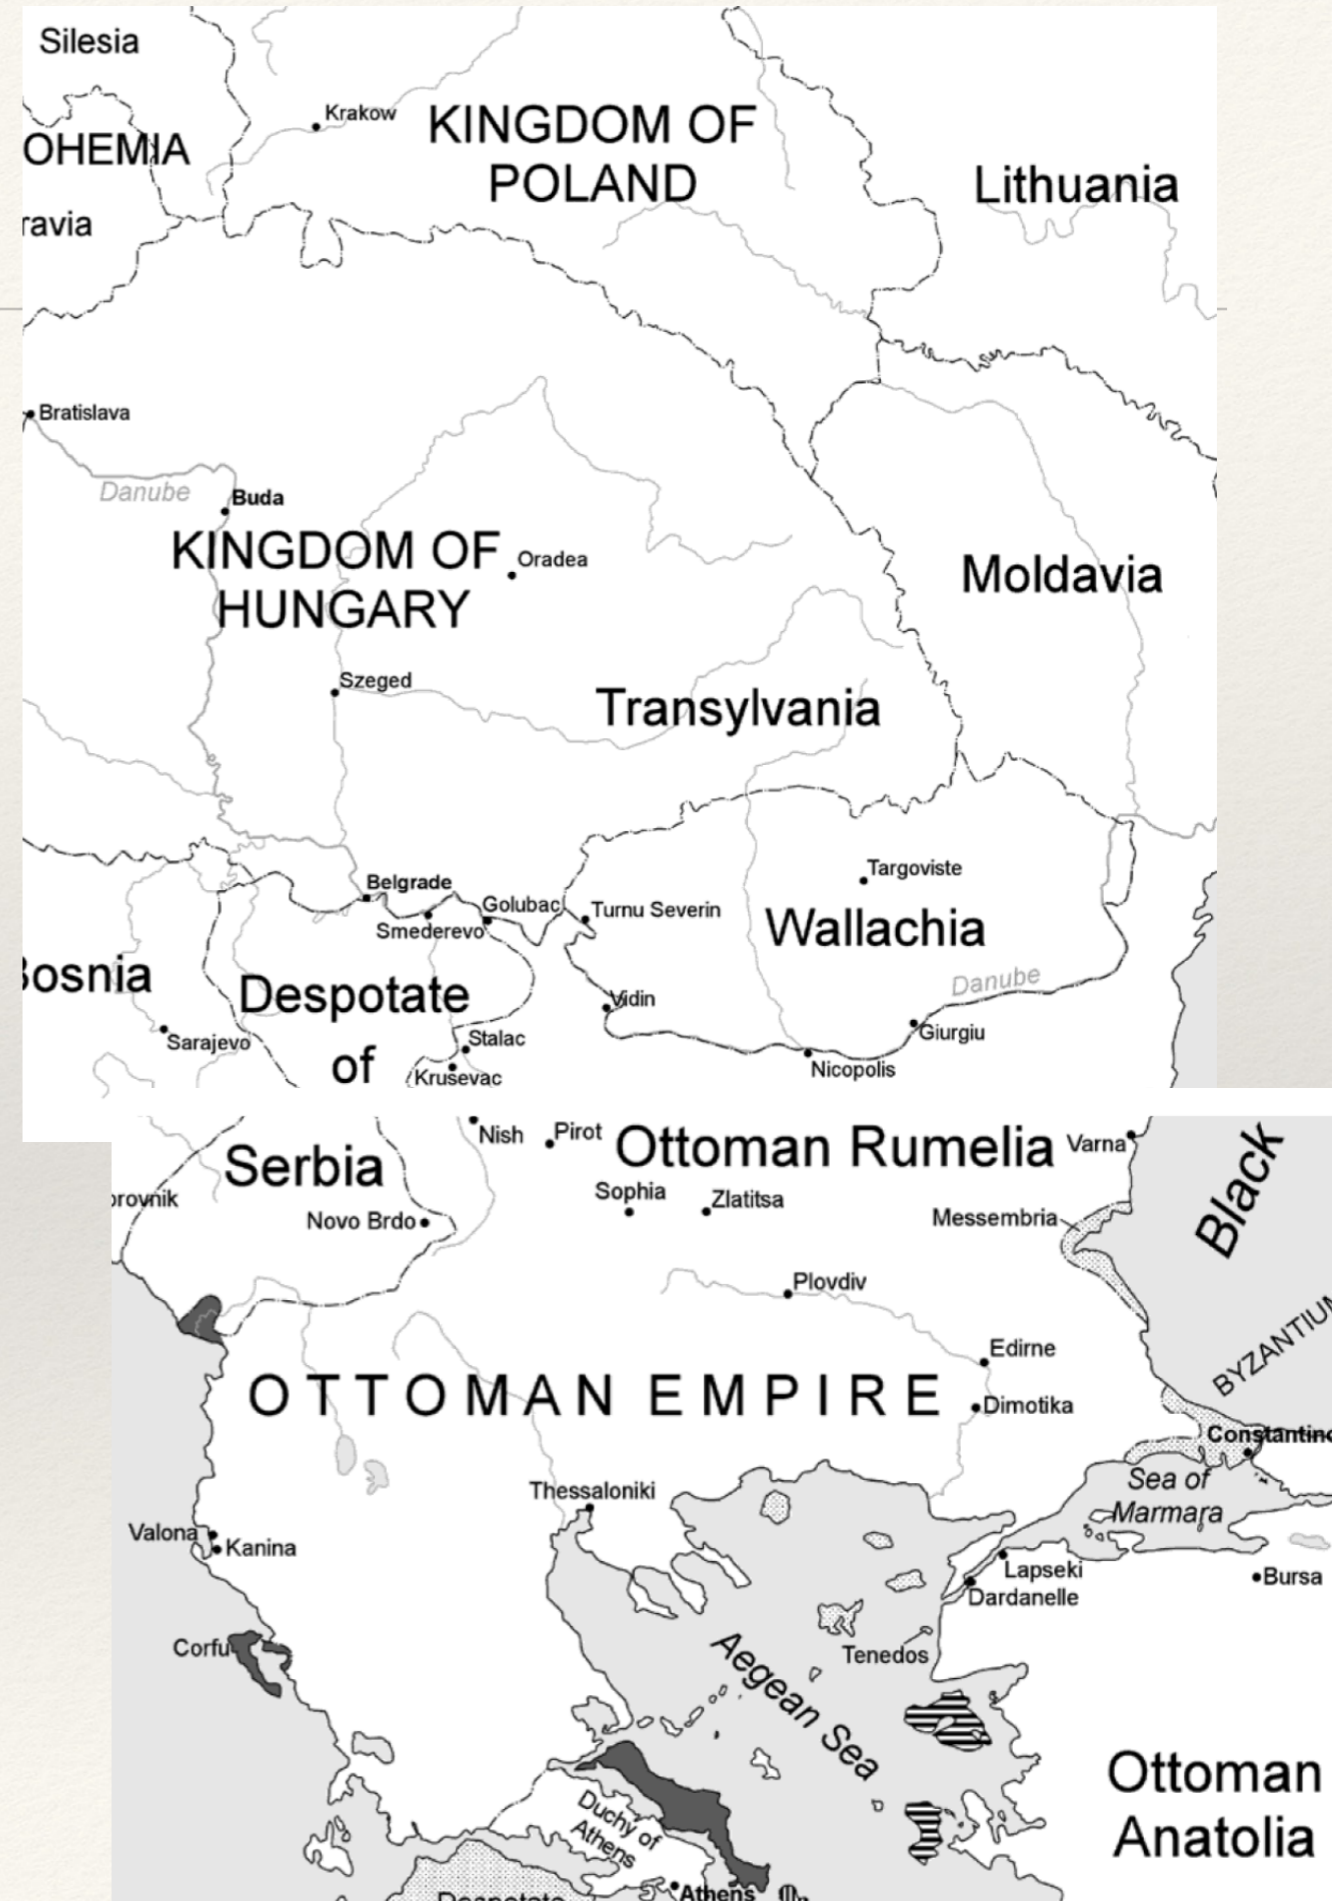 Silesia
Krakow
KINGDOM OF
POLAND
OHEMIA
Lithuania
ravia
Bratislava
Danube
Buda
KINGDOM OF
HUNGARY
Oradea
Moldavia
Szeged
Transylvania
Targoviste
Belgrade
Golubac
Turnu Severin
Smederevo
Wallachia
osnia
Despotate
of
Danube
Vidin
Sarajevo
Stalac
Giurgiu
Krusevac
Nicopolis
Nish
Pirot
Ottoman Rumelia
Varna
Black
Serbia
rovnik
Sophia
Zlatitsa
Novo Brdo
Messembria
Plovdiv
BYZANTIUM
Edirne
OTTOMAN EMPIRE
Dimotika
Constantino
Sea of
Marmara
Thessaloniki
Valona
Kanina
Lapseki
Dardanelle
Bursa
Corfu
Tenedos
Aegean Sea
Ottoman
Anatolia
Duchy of
Athens
Athens
Despotate